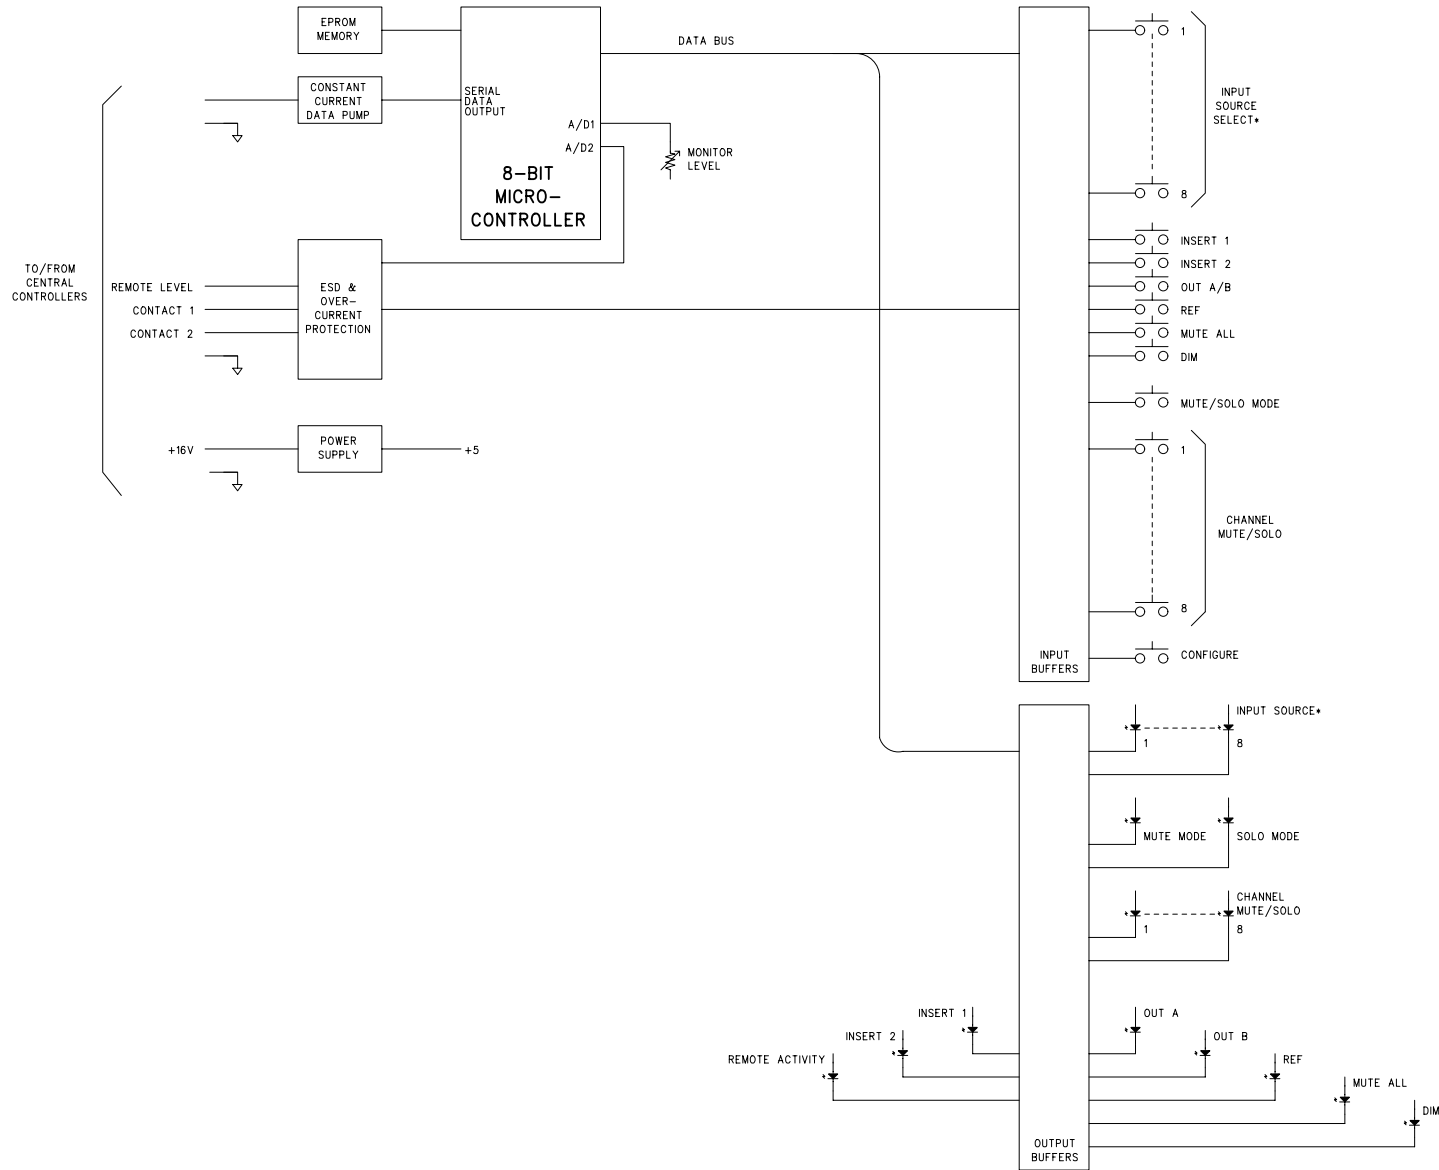 EPROM
MEMORY
DATA BUS
1
CONSTANT
CURRENT
DATA PUMP
SERIAL
DATA
OUTPUT
INPUT
SOURCE
SELECT*
A/D1
A/D2
MONITOR
LEVEL
8-BIT
MICRO-
CONTROLLER
8
INSERT 1
INSERT 2
OUT A/B
REF
MUTE ALL
DIM
TO/FROM
CENTRAL
CONTROLLERS
REMOTE LEVEL
CONTACT 1
CONTACT 2
ESD &
OVER-
CURRENT
PROTECTION
MUTE/SOLO MODE
+16V
POWER
SUPPLY
+5
1
CHANNEL
MUTE/SOLO
8
INPUT
BUFFERS
CONFIGURE
INPUT SOURCE*
1
8
MUTE MODE
SOLO MODE
CHANNEL
MUTE/SOLO
1
8
INSERT 1
OUT A
INSERT 2
OUT B
REMOTE ACTIVITY
REF
MUTE ALL
DIM
OUTPUT
BUFFERS